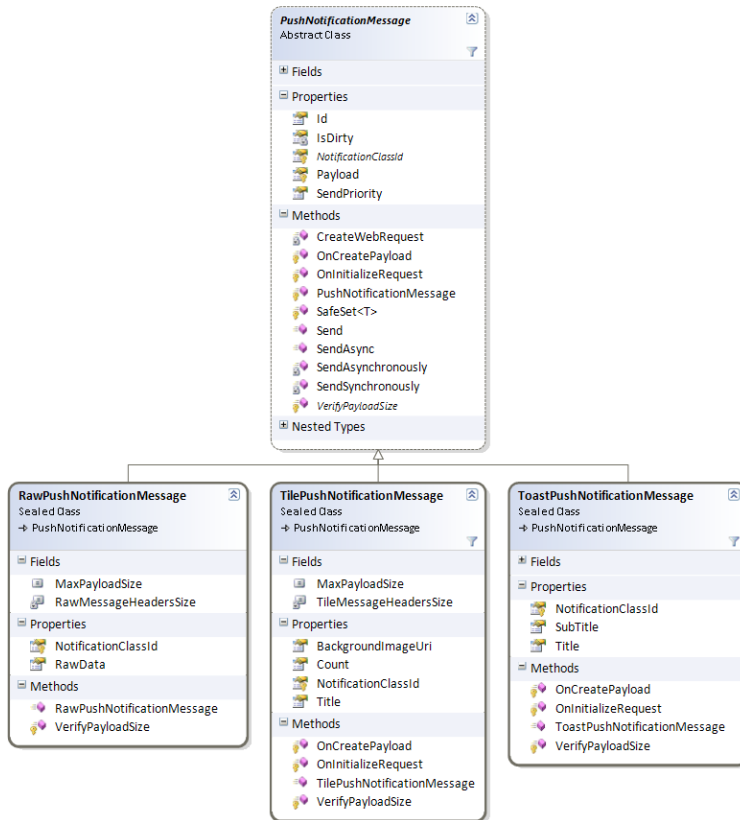 PushNotificationMessage
Abstract Class
Fields
Properties
Id
IsDirty
NotificationClassId
Payload
SendPriority
Methods
CreateWebRequest
OnCreatePayload
OnInitializeRequest
PushNotificationMessage
SafeSet<T>
Send
SendAsync
SendAsynchronously
SendSynchronously
VerifyPayloadSize
Nested Types
RawPushNotificationMessage
Sealed Class
PushNotificationMessage
Fields
MaxPayloadSize
RawMessageHeadersSize
Properties
NotificationClassId
RawData
Methods
RawPushNotificationMessage
VerifyPayloadSize
TilePushNotificationMessage
Sealed Class
PushNotificationMessage
Fields
MaxPayloadSize
TileMessageHeadersSize
Properties
BackgroundImageUri
Count
NotificationClassId
Title
Methods
OnCreatePayload
OnInitializeRequest
TilePushNotificationMessage
VerifyPayloadSize
ToastPushNotificationMessage
Sealed Class
PushNotificationMessage
Fields
Properties
NotificationClassId
SubTitle
Title
Methods
OnCreatePayload
OnInitializeRequest
ToastPushNotificationMessage
VerifyPayloadSize